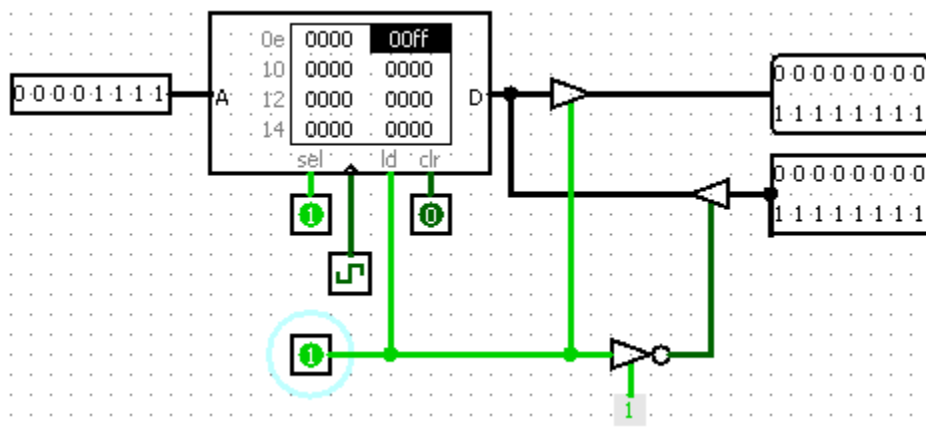 0e 0000 00ff
10 0000 0000
12 0000 0000
14 0000 0000
0 0 0 0 1 1 1 1
A
D
sel ld clr
1
0
0 0 0 0 0 0 0 0
1 1 1 1 1 1 1 1
0 0 0 0 0 0 0 0
1 1 1 1 1 1 1 1
1
1